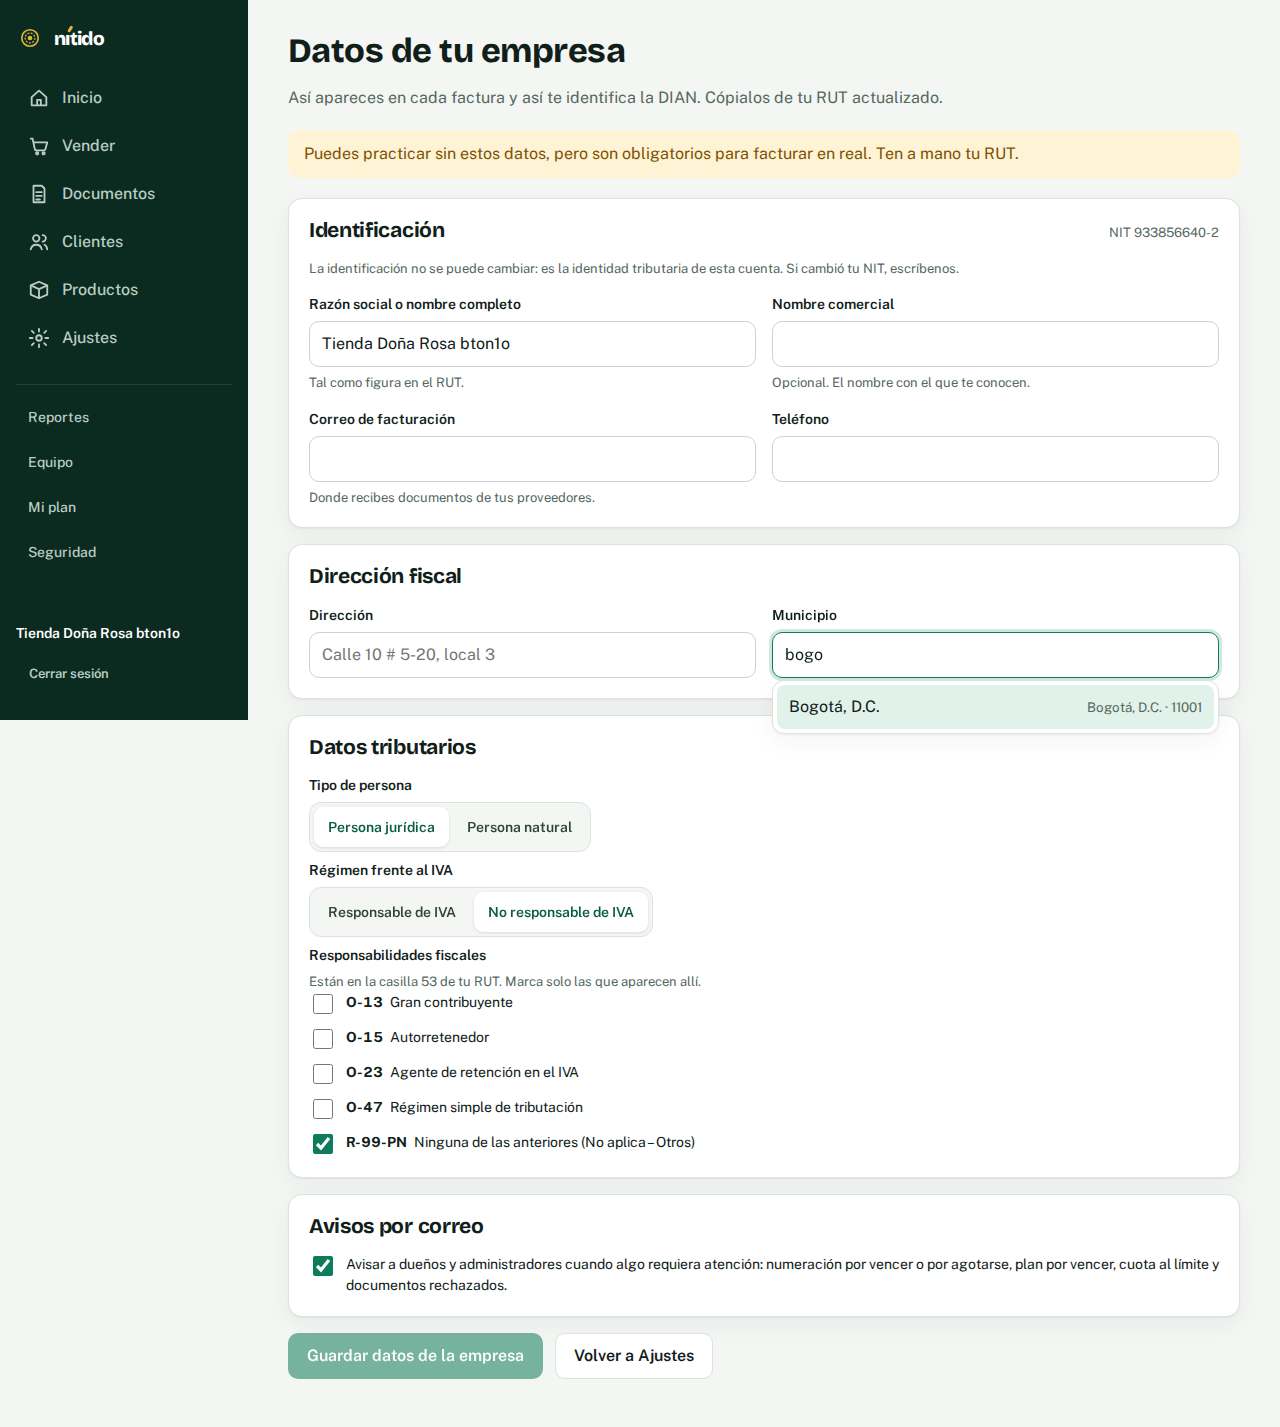 nítido
Inicio
Vender
Documentos
Clientes
Productos
Ajustes
Reportes
Equipo
Mi plan
Seguridad
Tienda Doña Rosa bton1o
Cerrar sesión
Datos de tu empresa
Así apareces en cada factura y así te identifica la DIAN. Cópialos de tu RUT actualizado.
Puedes practicar sin estos datos, pero son obligatorios para facturar en real. Ten a mano tu RUT.
Identificación
NIT 933856640-2
La identificación no se puede cambiar: es la identidad tributaria de esta cuenta. Si cambió tu NIT, escríbenos.
Razón social o nombre completo
Nombre comercial
Tienda Doña Rosa bton1o
Tal como figura en el RUT.
Opcional. El nombre con el que te conocen.
Correo de facturación
Teléfono
Donde recibes documentos de tus proveedores.
Dirección fiscal
Dirección
Municipio
Calle 10 # 5-20, local 3
bogo
Bogotá, D.C.
Bogotá, D.C. · 11001
Datos tributarios
Tipo de persona
Persona jurídica
Persona natural
Régimen frente al IVA
Responsable de IVA
No responsable de IVA
Responsabilidades fiscales
Están en la casilla 53 de tu RUT. Marca solo las que aparecen allí.
O-13 Gran contribuyente
O-15 Autorretenedor
O-23 Agente de retención en el IVA
O-47 Régimen simple de tributación
R-99-PN Ninguna de las anteriores (No aplica – Otros)
Avisos por correo
Avisar a dueños y administradores cuando algo requiera atención: numeración por vencer o por agotarse, plan por vencer, cuota al límite y
documentos rechazados.
Guardar datos de la empresa
Volver a Ajustes